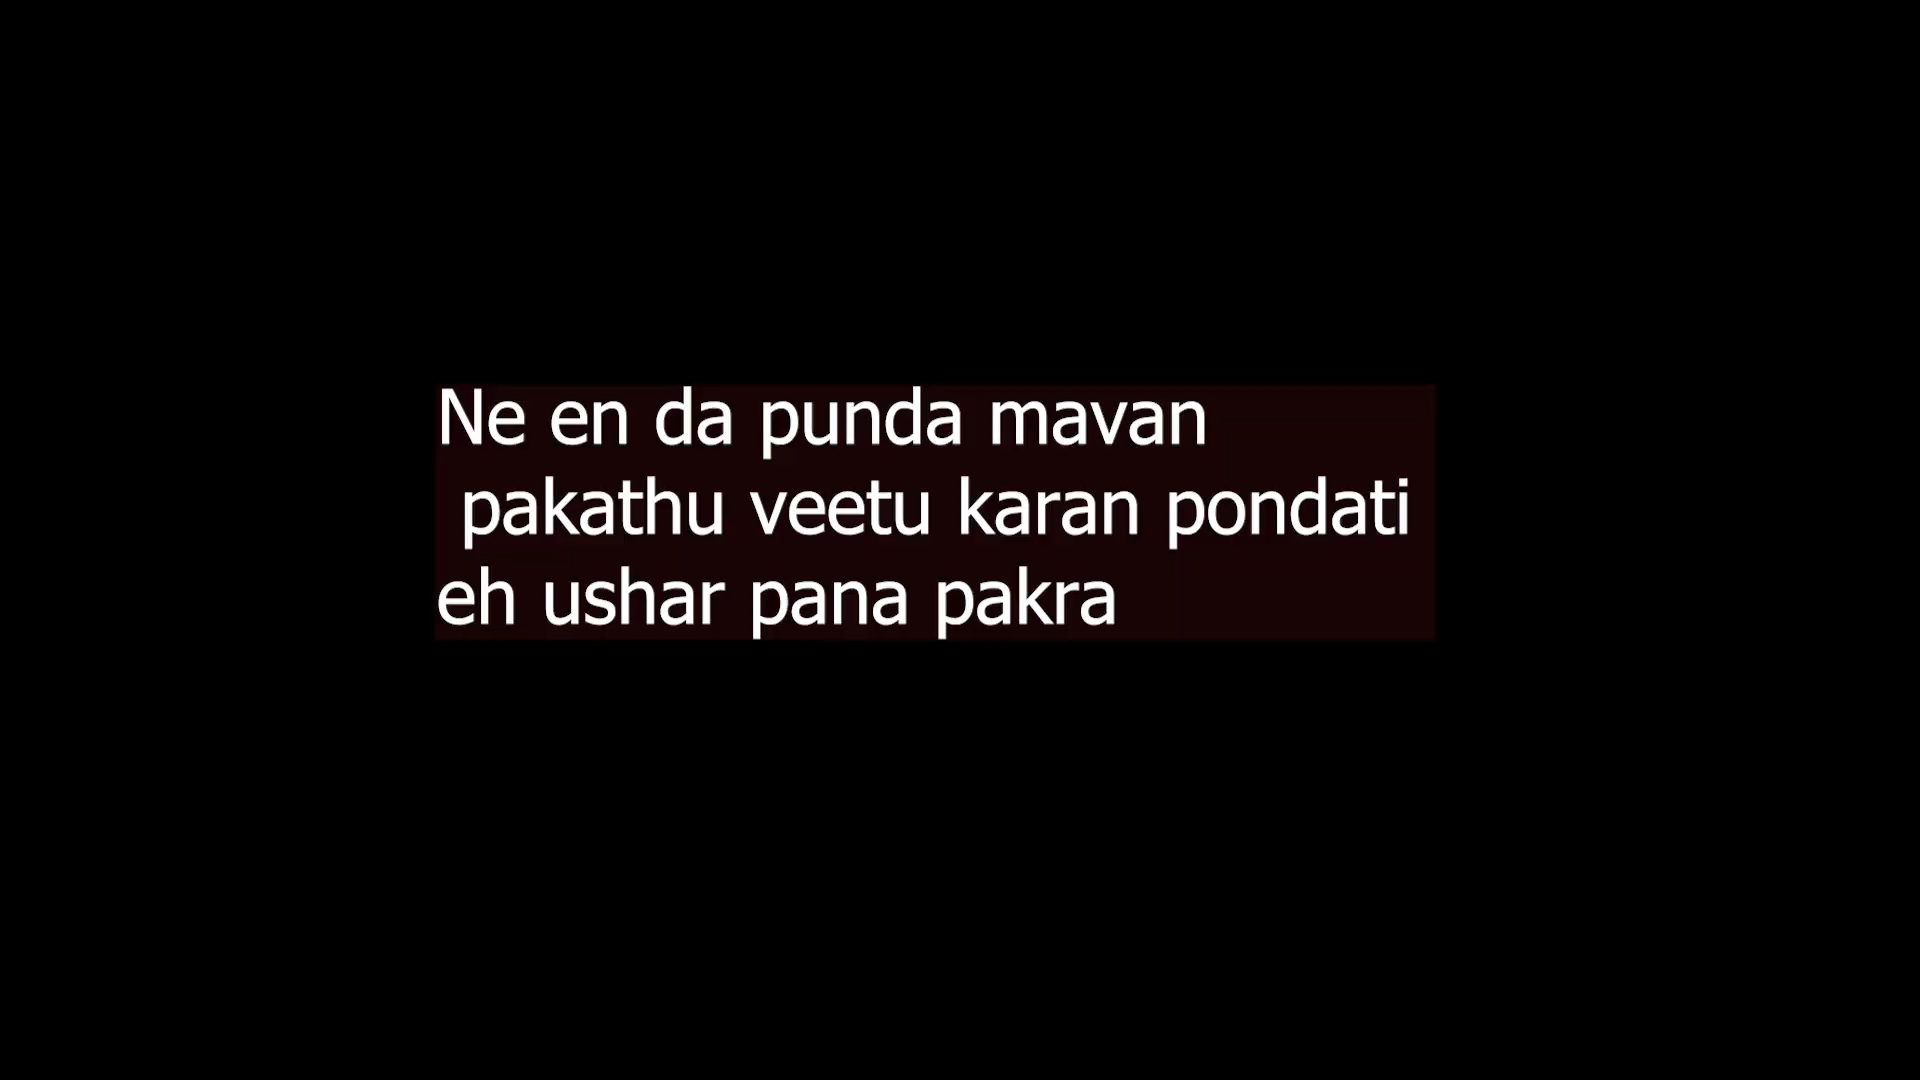 Ne en da punda mavan
pakathu veetu karan pondati
eh ushar pana pakra